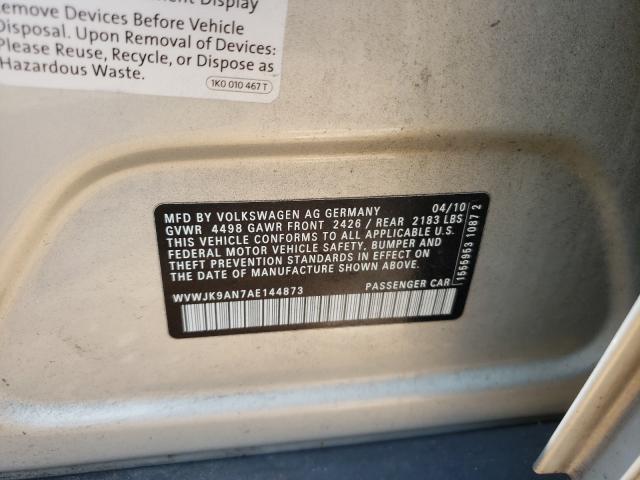 Display
Remove Devices Before Vehicle
Disposal. Upon Removal of Devices:
Please Reuse, Recycle, or Dispose as
Hazardous Waste.
1K0 010 467 T
MFD BY VOLKSWAGEN AG GERMANY 04/10
GVWR 4498 GAWR FRONT 2426 / REAR 2183 LBS
THIS VEHICLE CONFORMS TO ALL APPLICABLE U.S.
FEDERAL MOTOR VEHICLE SAFETY, BUMPER AND
THEFT PREVENTION STANDARDS IN EFFECT ON
THE DATE OF MANUFACTURE SHOWN ABOVE.
WVWJK9AN7AE144873 PASSENGER CAR
1555953 1087 2